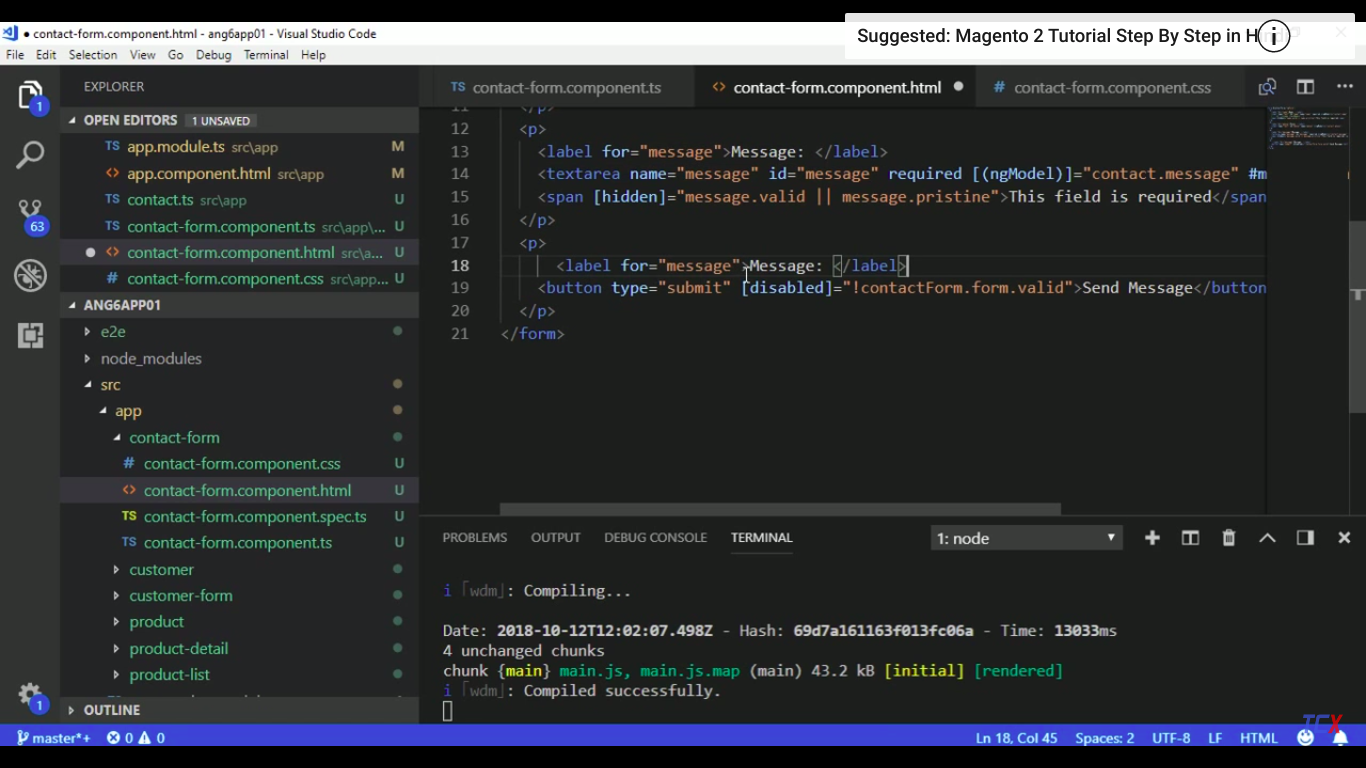 contact-form.component.html - ang6app01 - Visual Studio Code
Suggested: Magento 2 Tutorial Step By Step in H
File Edit Selection View Go Debug Terminal Help
EXPLORER
TS contact-form.component.ts <> contact-form.component.html # contact-form.component.css
OPEN EDITORS 1 UNSAVED
TS app.module.ts src\app M
<> app.component.html src\app M
TS contact.ts src\app U
TS contact-form.component.ts src\app\... U
<> contact-form.component.html src\a... U
# contact-form.component.css src\app... U
ANG6APP01
e2e
node_modules
src
app
contact-form
# contact-form.component.css U
<> contact-form.component.html U
TS contact-form.component.spec.ts U
TS contact-form.component.ts U
customer
customer-form
product
product-detail
product-list
OUTLINE
1
63
1
11 </p>
12 <p>
13 <label for="message">Message: </label>
14 <textarea name="message" id="message" required [(ngModel)]="contact.message" #m
15 <span [hidden]="message.valid || message.pristine">This field is required</span
16 </p>
17 <p>
18 <label for="message">Message: </label>
19 <button type="submit" [disabled]="!contactForm.form.valid">Send Message</button
20 </p>
21 </form>
PROBLEMS OUTPUT DEBUG CONSOLE TERMINAL 1: node
i ｢wdm｣: Compiling...
Date: 2018-10-12T12:02:07.498Z - Hash: 69d7a161163f013fc06a - Time: 13033ms
4 unchanged chunks
chunk {main} main.js, main.js.map (main) 43.2 kB [initial] [rendered]
i ｢wdm｣: Compiled successfully.
TCX
master*+ 0 0 Ln 18, Col 45 Spaces: 2 UTF-8 LF HTML